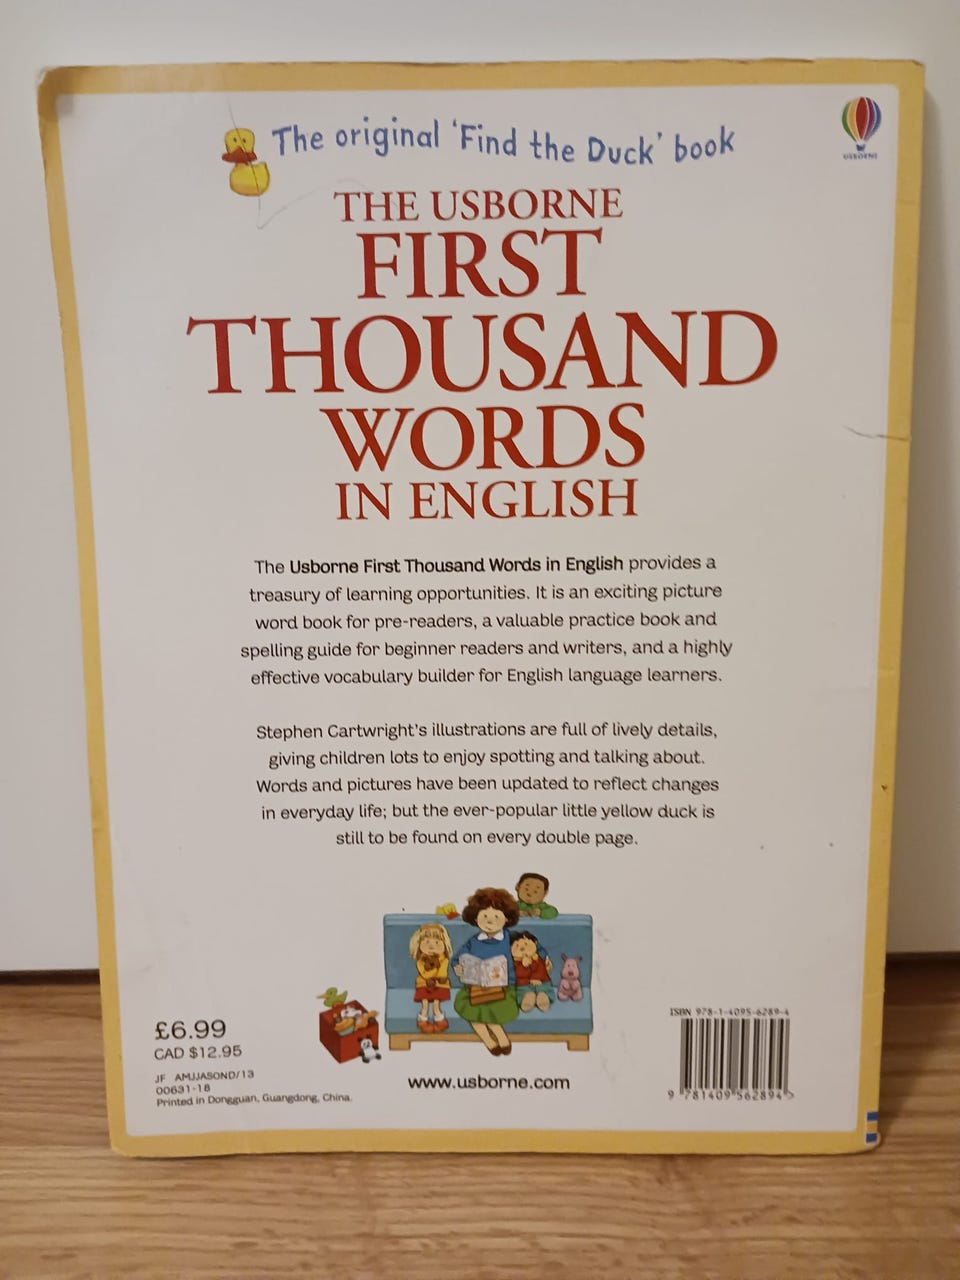 The original 'Find the Duck' book
USBORNE
THE USBORNE
FIRST
THOUSAND
WORDS
IN ENGLISH
The Usborne First Thousand Words in English provides a
treasury of learning opportunities. It is an exciting picture
word book for pre-readers, a valuable practice book and
spelling guide for beginner readers and writers, and a highly
effective vocabulary builder for English language learners.
Stephen Cartwright's illustrations are full of lively details,
giving children lots to enjoy spotting and talking about.
Words and pictures have been updated to reflect changes
in everyday life; but the ever-popular little yellow duck is
still to be found on every double page.
£6.99
CAD $12.95
JF AMJJASOND/13
00631-18
Printed in Dongguan, Guangdong, China.
www.usborne.com
ISBN 978-1-4095-6289-4
9 781409 562894 >